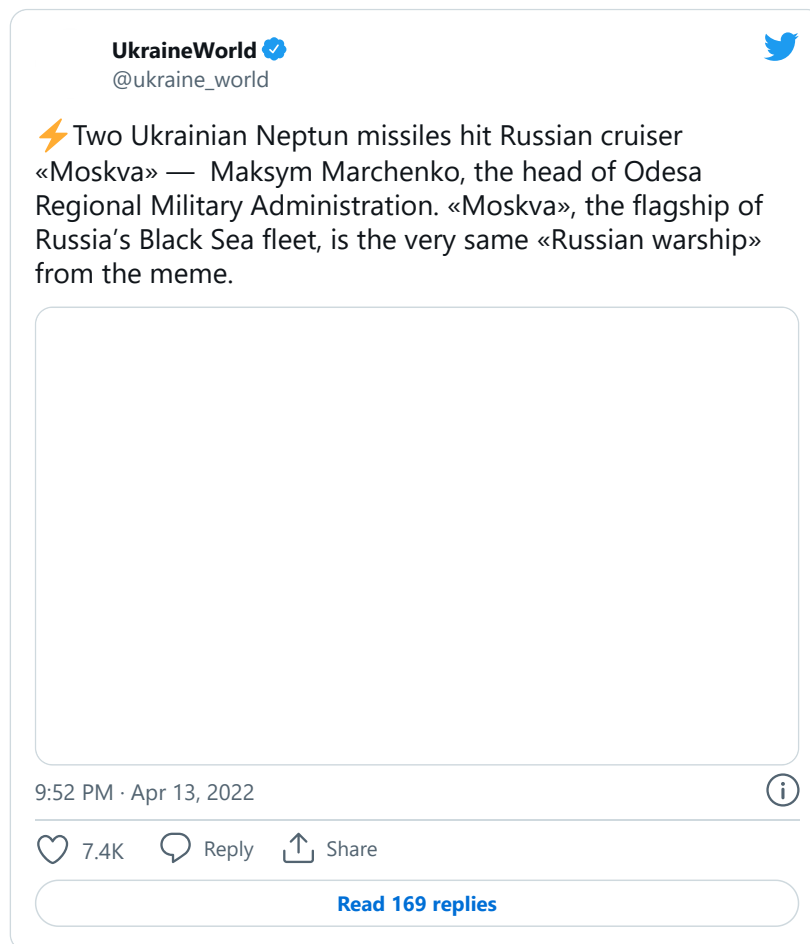 UkraineWorld
@ukraine_world
⚡Two Ukrainian Neptun missiles hit Russian cruiser
«Moskva» — Maksym Marchenko, the head of Odesa
Regional Military Administration. «Moskva», the flagship of
Russia’s Black Sea fleet, is the very same «Russian warship»
from the meme.
9:52 PM · Apr 13, 2022
7.4K Reply Share
Read 169 replies